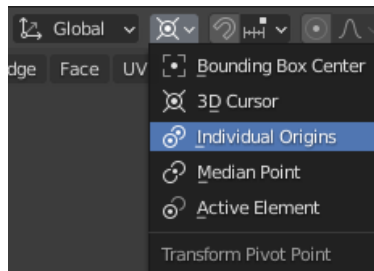 Global
dge Face UV
Bounding Box Center
3D Cursor
Individual Origins
Median Point
Active Element
Transform Pivot Point